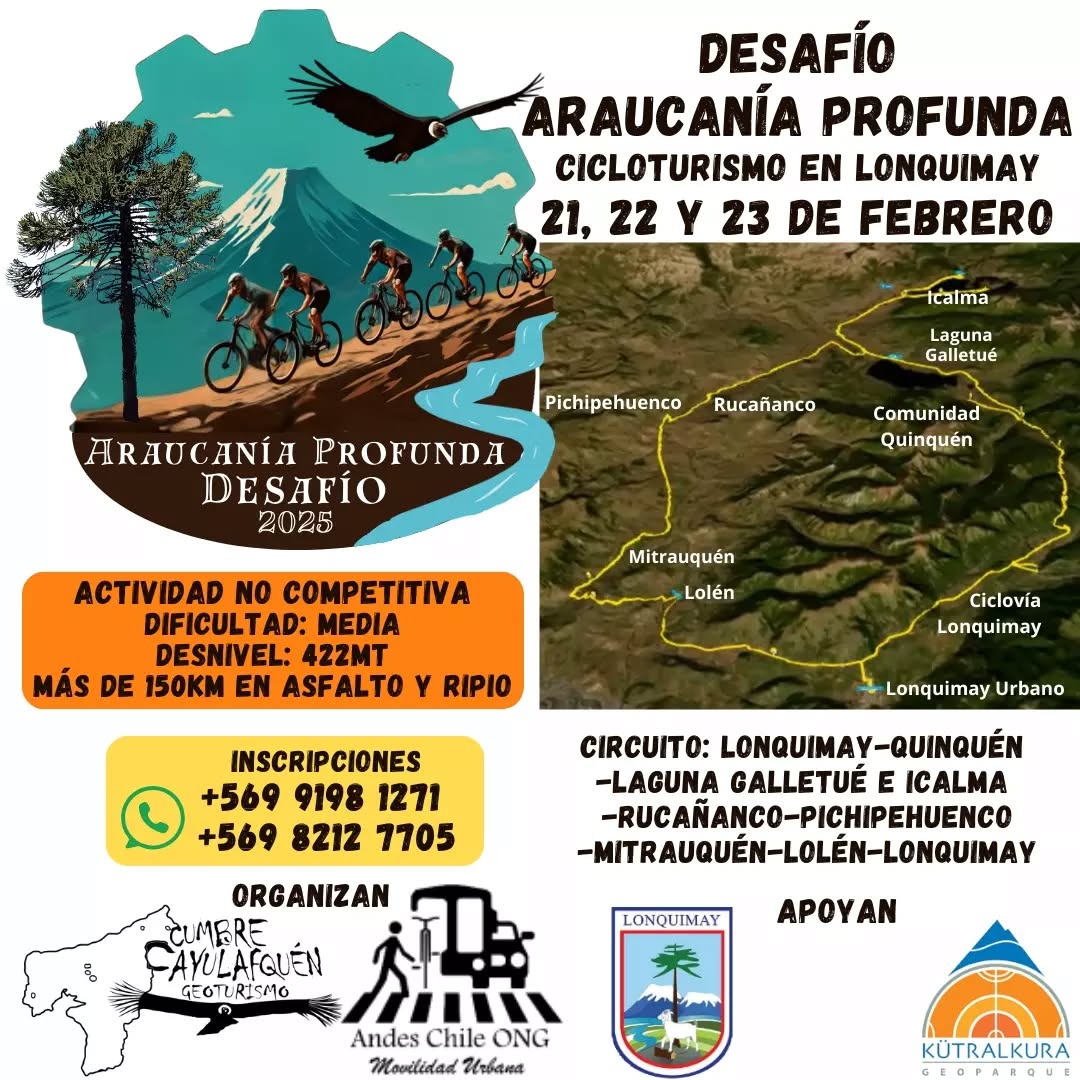 DESAFÍO
ARAUCANÍA PROFUNDA
CICLOTURISMO EN LONQUIMAY
21, 22 Y 23 DE FEBRERO
ARAUCANÍA PROFUNDA
DESAFÍO
2025
Icalma
Laguna
Galletué
Pichipehuenco
Rucañanco
Comunidad
Quinquén
Mitrauquén
Lolén
Ciclovía
Lonquimay
Lonquimay Urbano
ACTIVIDAD NO COMPETITIVA
DIFICULTAD: MEDIA
DESNIVEL: 422MT
MÁS DE 150KM EN ASFALTO Y RIPIO
INSCRIPCIONES
+569 9198 1271
+569 8212 7705
CIRCUITO: LONQUIMAY-QUINQUÉN
-LAGUNA GALLETUÉ E ICALMA
-RUCAÑANCO-PICHIPEHUENCO
-MITRAUQUÉN-LOLÉN-LONQUIMAY
ORGANIZAN
CUMBRE
CAYULAFQUÉN
GEOTURISMO
Andes Chile ONG
Movilidad Urbana
APOYAN
LONQUIMAY
KÜTRALKURA
GEOPARQUE